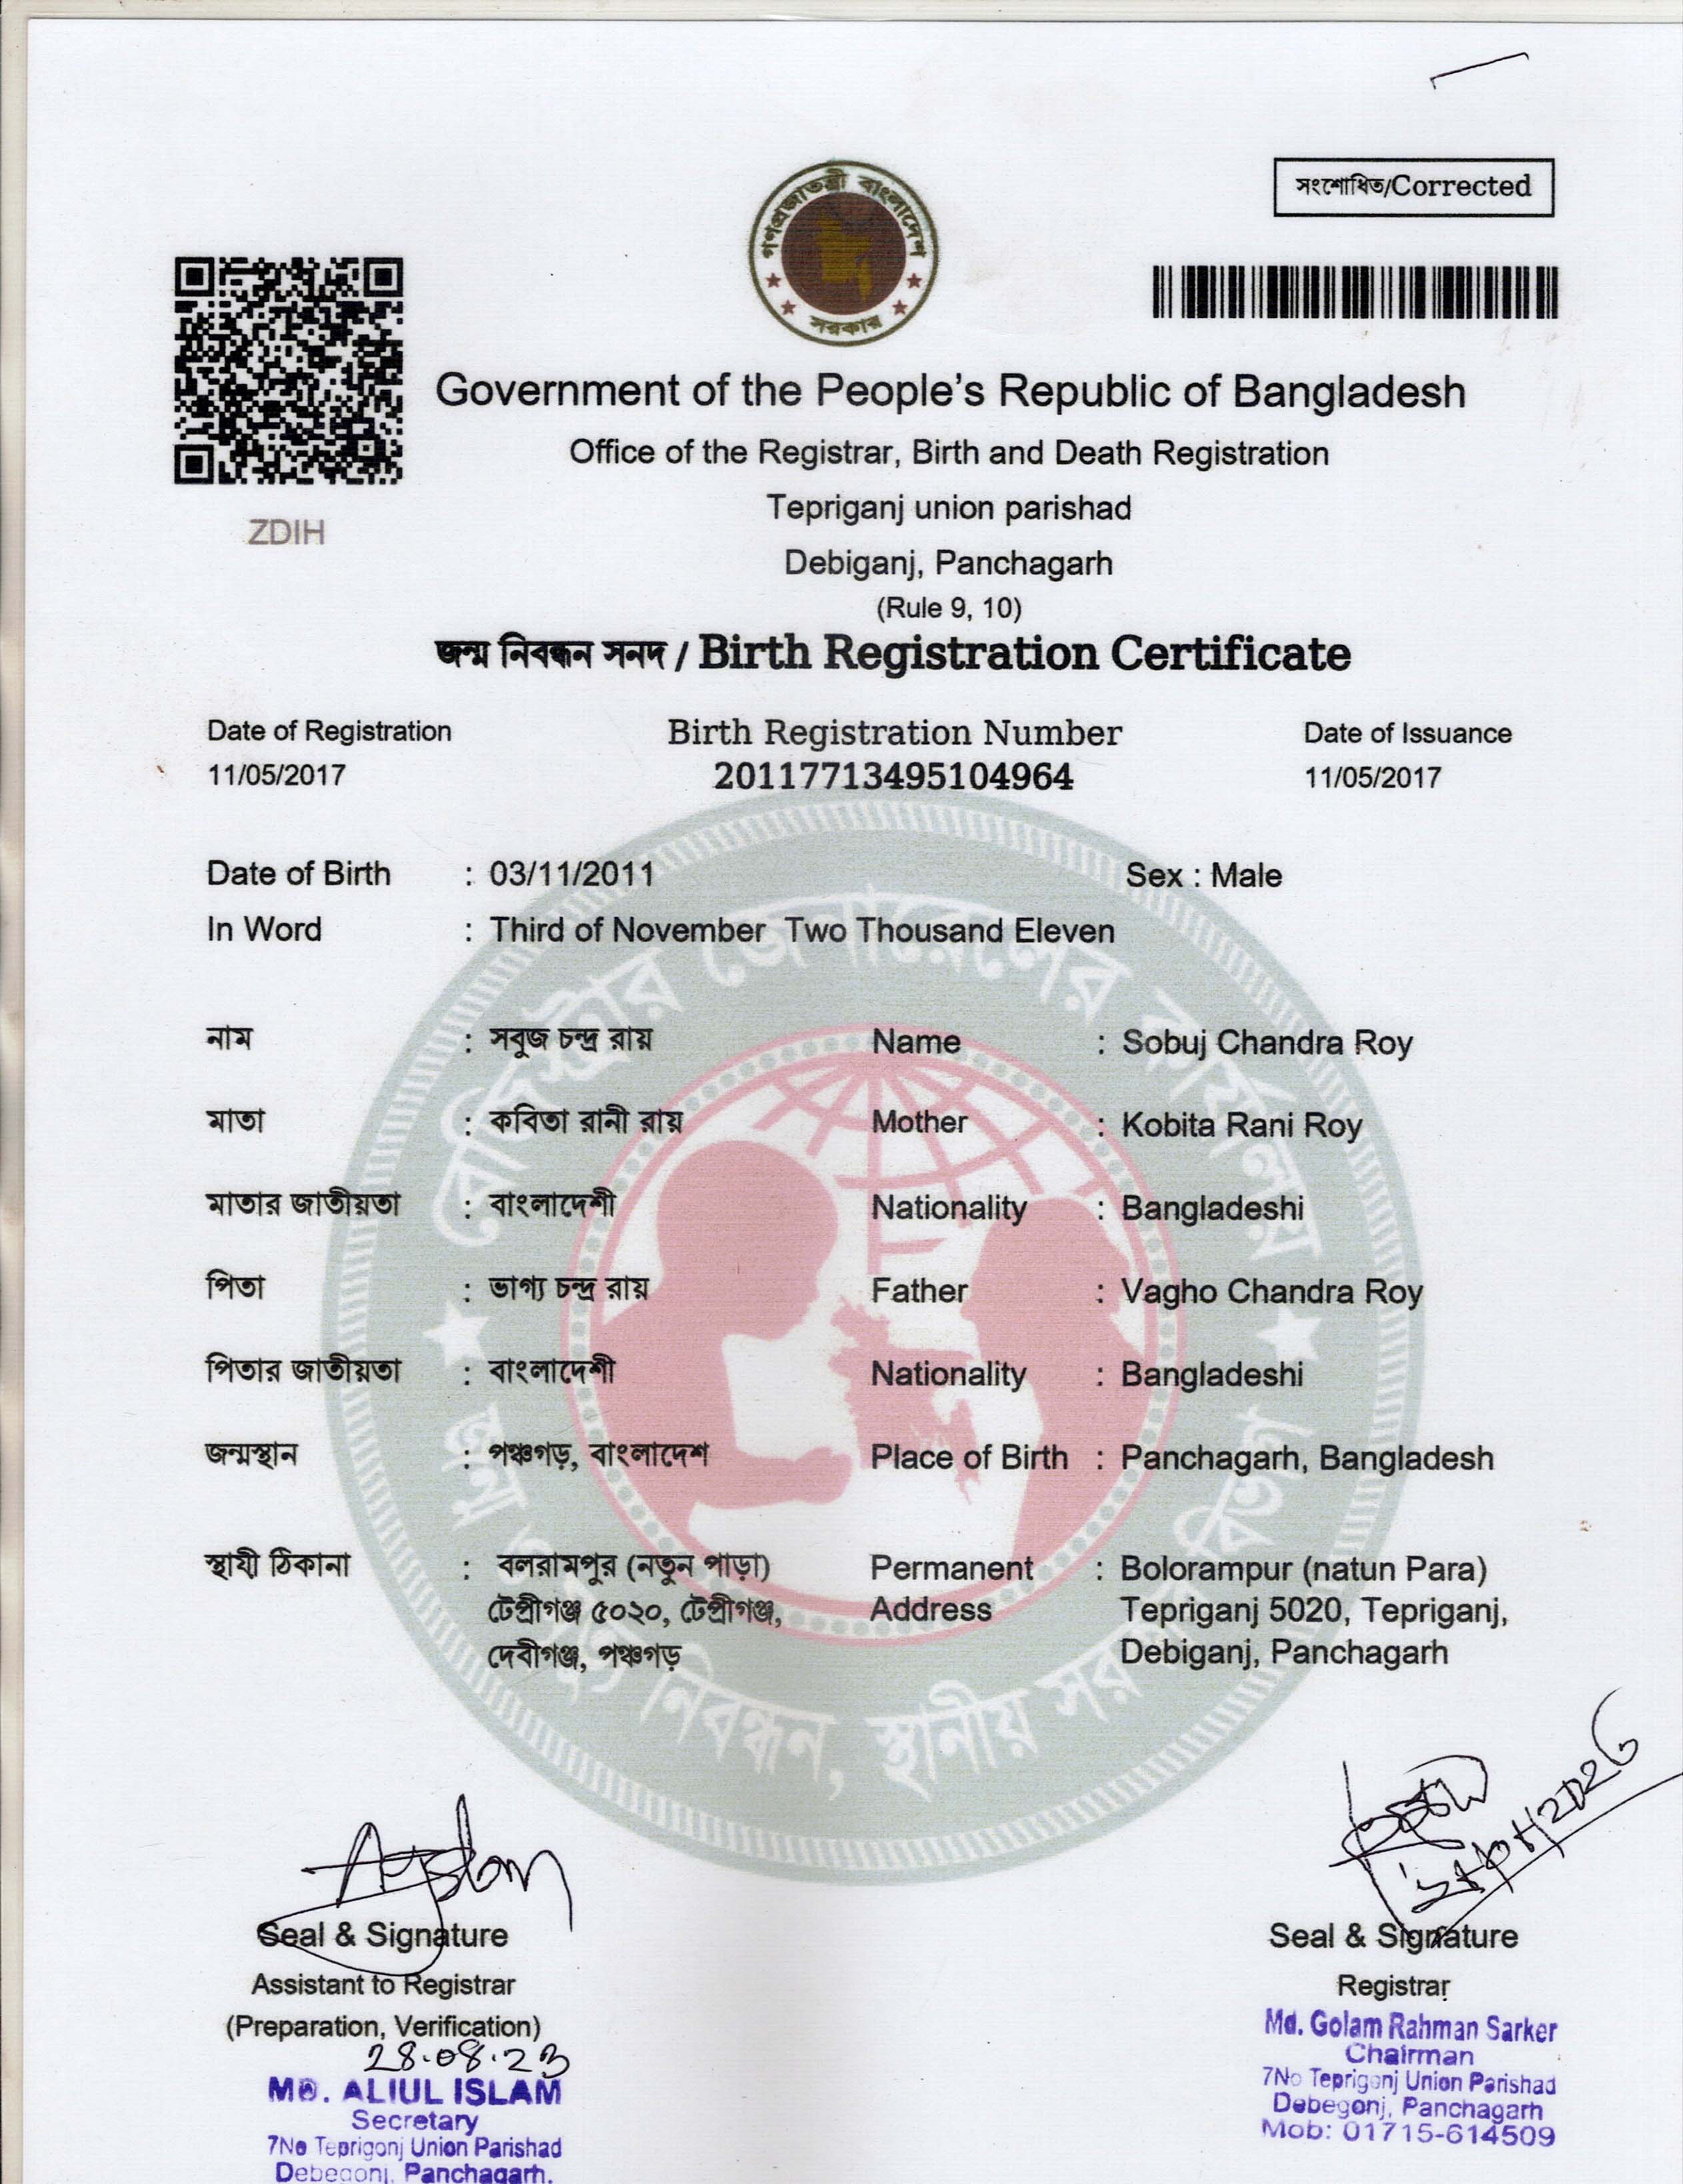 সংশোধিত/Corrected
গণপ্রজাতন্ত্রী বাংলাদেশ
সরকার
Government of the People's Republic of Bangladesh
Office of the Registrar, Birth and Death Registration
Tepriganj union parishad
ZDIH
Debiganj, Panchagarh
(Rule 9, 10)
জন্ম নিবন্ধন সনদ / Birth Registration Certificate
Date of Registration Birth Registration Number Date of Issuance
11/05/2017 20117713495104964 11/05/2017
Date of Birth : 03/11/2011 Sex : Male
In Word : Third of November Two Thousand Eleven
রেজিস্ট্রার জেনারেলের কার্যালয়
নাম : সবুজ চন্দ্র রায় Name : Sobuj Chandra Roy
মাতা : কবিতা রানী রায় Mother : Kobita Rani Roy
মাতার জাতীয়তা : বাংলাদেশী Nationality : Bangladeshi
পিতা : ভাগ্য চন্দ্র রায় Father : Vagho Chandra Roy
পিতার জাতীয়তা : বাংলাদেশী Nationality : Bangladeshi
জন্মস্থান : পঞ্চগড়, বাংলাদেশ Place of Birth : Panchagarh, Bangladesh
স্থায়ী ঠিকানা : বলরামপুর (নতুন পাড়া) Permanent : Bolorampur (natun Para)
টেপ্রীগঞ্জ ৫০২০, টেপ্রীগঞ্জ, Address Tepriganj 5020, Tepriganj,
দেবীগঞ্জ, পঞ্চগড় Debiganj, Panchagarh
নিবন্ধন, স্থানীয় সরকার বিভাগ
Seal & Signature Seal & Signature
Assistant to Registrar Registrar
(Preparation, Verification) Md. Golam Rahman Sarker
28.08.23 Chairman
MD. ALIUL ISLAM 7No Teprigonj Union Parishad
Secretary Debegonj, Panchagarh
7No Teprigonj Union Parishad Mob: 01715-614509
Debegonj, Panchagarh.